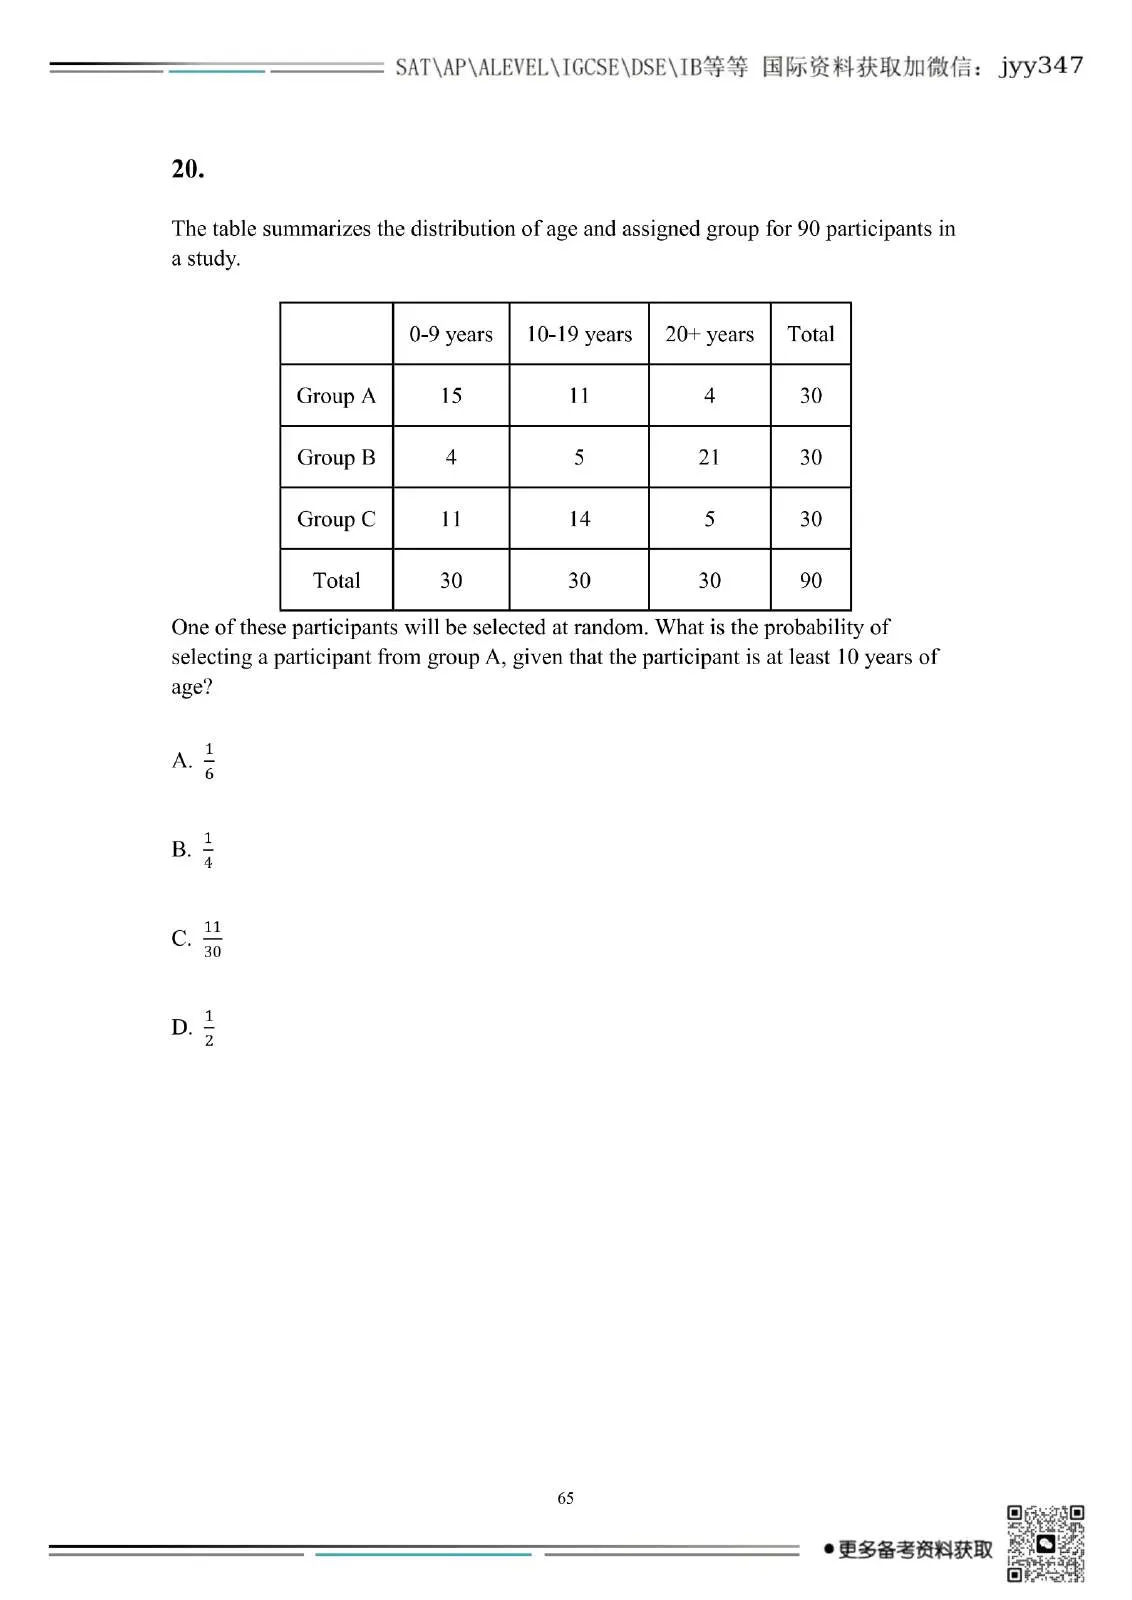 SAT\AP\ALEVEL\IGCSE\DSE\IB等等 国际资料获取加微信：jyy347
20.
The table summarizes the distribution of age and assigned group for 90 participants in
a study.
0-9 years 10-19 years 20+ years Total
Group A 15 11 4 30
Group B 4 5 21 30
Group C 11 14 5 30
Total 30 30 30 90
One of these participants will be selected at random. What is the probability of
selecting a participant from group A, given that the participant is at least 10 years of
age?
A. 1/6
B. 1/4
C. 11/30
D. 1/2
65
●更多备考资料获取